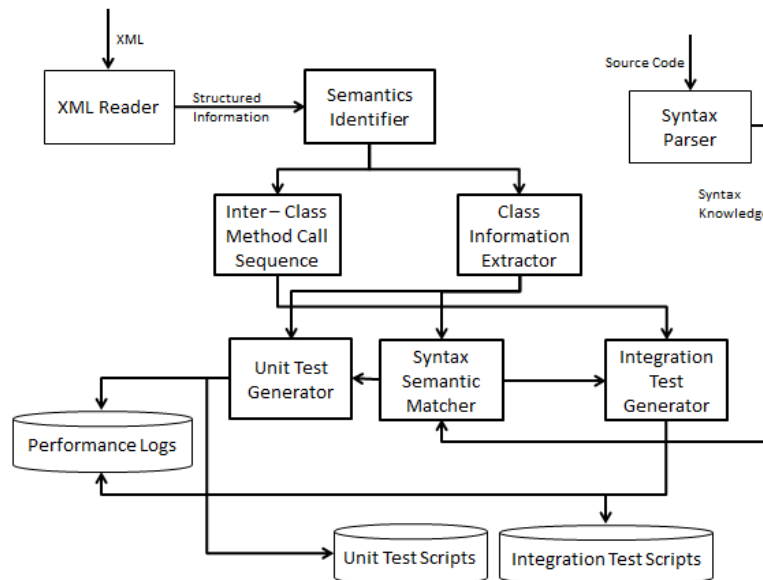 XML
XML Reader
Structured
Information
Semantics
Identifier
Source Code
Syntax
Parser
Syntax
Knowledge
Inter – Class
Method Call
Sequence
Class
Information
Extractor
Unit Test
Generator
Syntax
Semantic
Matcher
Integration
Test
Generator
Performance Logs
Unit Test Scripts
Integration Test Scripts